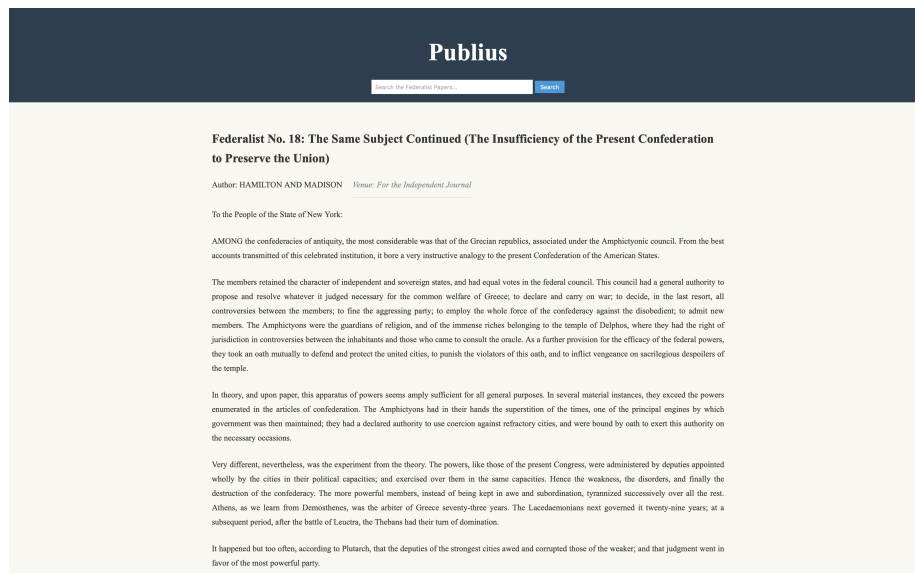 Publius
Search the Federalist Papers...
Search
Federalist No. 18: The Same Subject Continued (The Insufficiency of the Present Confederation
to Preserve the Union)
Author: HAMILTON AND MADISON
Venue: For the Independent Journal
To the People of the State of New York:
AMONG the confederacies of antiquity, the most considerable was that of the Grecian republics, associated under the Amphictyonic council. From the best
accounts transmitted of this celebrated institution, it bore a very instructive analogy to the present Confederation of the American States.
The members retained the character of independent and sovereign states, and had equal votes in the federal council. This council had a general authority to
propose and resolve whatever it judged necessary for the common welfare of Greece; to declare and carry on war; to decide, in the last resort, all
controversies between the members; to fine the aggressing party; to employ the whole force of the confederacy against the disobedient; to admit new
members. The Amphictyons were the guardians of religion, and of the immense riches belonging to the temple of Delphos, where they had the right of
jurisdiction in controversies between the inhabitants and those who came to consult the oracle. As a further provision for the efficacy of the federal powers,
they took an oath mutually to defend and protect the united cities, to punish the violators of this oath, and to inflict vengeance on sacrilegious despoilers of
the temple.
In theory, and upon paper, this apparatus of powers seems amply sufficient for all general purposes. In several material instances, they exceed the powers
enumerated in the articles of confederation. The Amphictyons had in their hands the superstition of the times, one of the principal engines by which
government was then maintained; they had a declared authority to use coercion against refractory cities, and were bound by oath to exert this authority on
the necessary occasions.
Very different, nevertheless, was the experiment from the theory. The powers, like those of the present Congress, were administered by deputies appointed
wholly by the cities in their political capacities; and exercised over them in the same capacities. Hence the weakness, the disorders, and finally the
destruction of the confederacy. The more powerful members, instead of being kept in awe and subordination, tyrannized successively over all the rest.
Athens, as we learn from Demosthenes, was the arbiter of Greece seventy-three years. The Lacedaemonians next governed it twenty-nine years; at a
subsequent period, after the battle of Leuctra, the Thebans had their turn of domination.
It happened but too often, according to Plutarch, that the deputies of the strongest cities awed and corrupted those of the weaker; and that judgment went in
favor of the most powerful party.